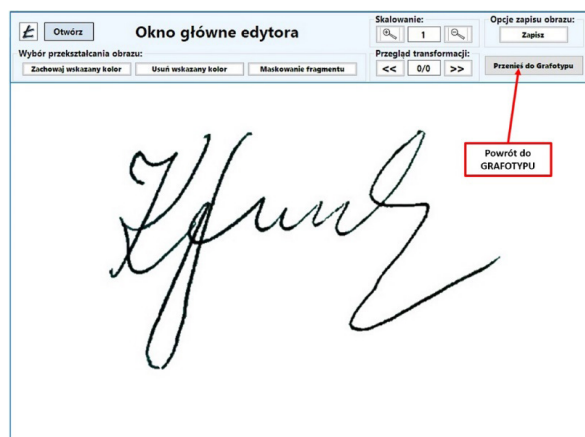 Ł Otwórz Okno główne edytora
Skalowanie:
1
Opcje zapisu obrazu:
Zapisz
Wybór przekształcania obrazu:
Zachowaj wskazany kolor Usuń wskazany kolor Maskowanie fragmentu
Przegląd transformacji:
<< 0/0 >>
Przenieś do Grafotypu
Powrót do
GRAFOTYPU